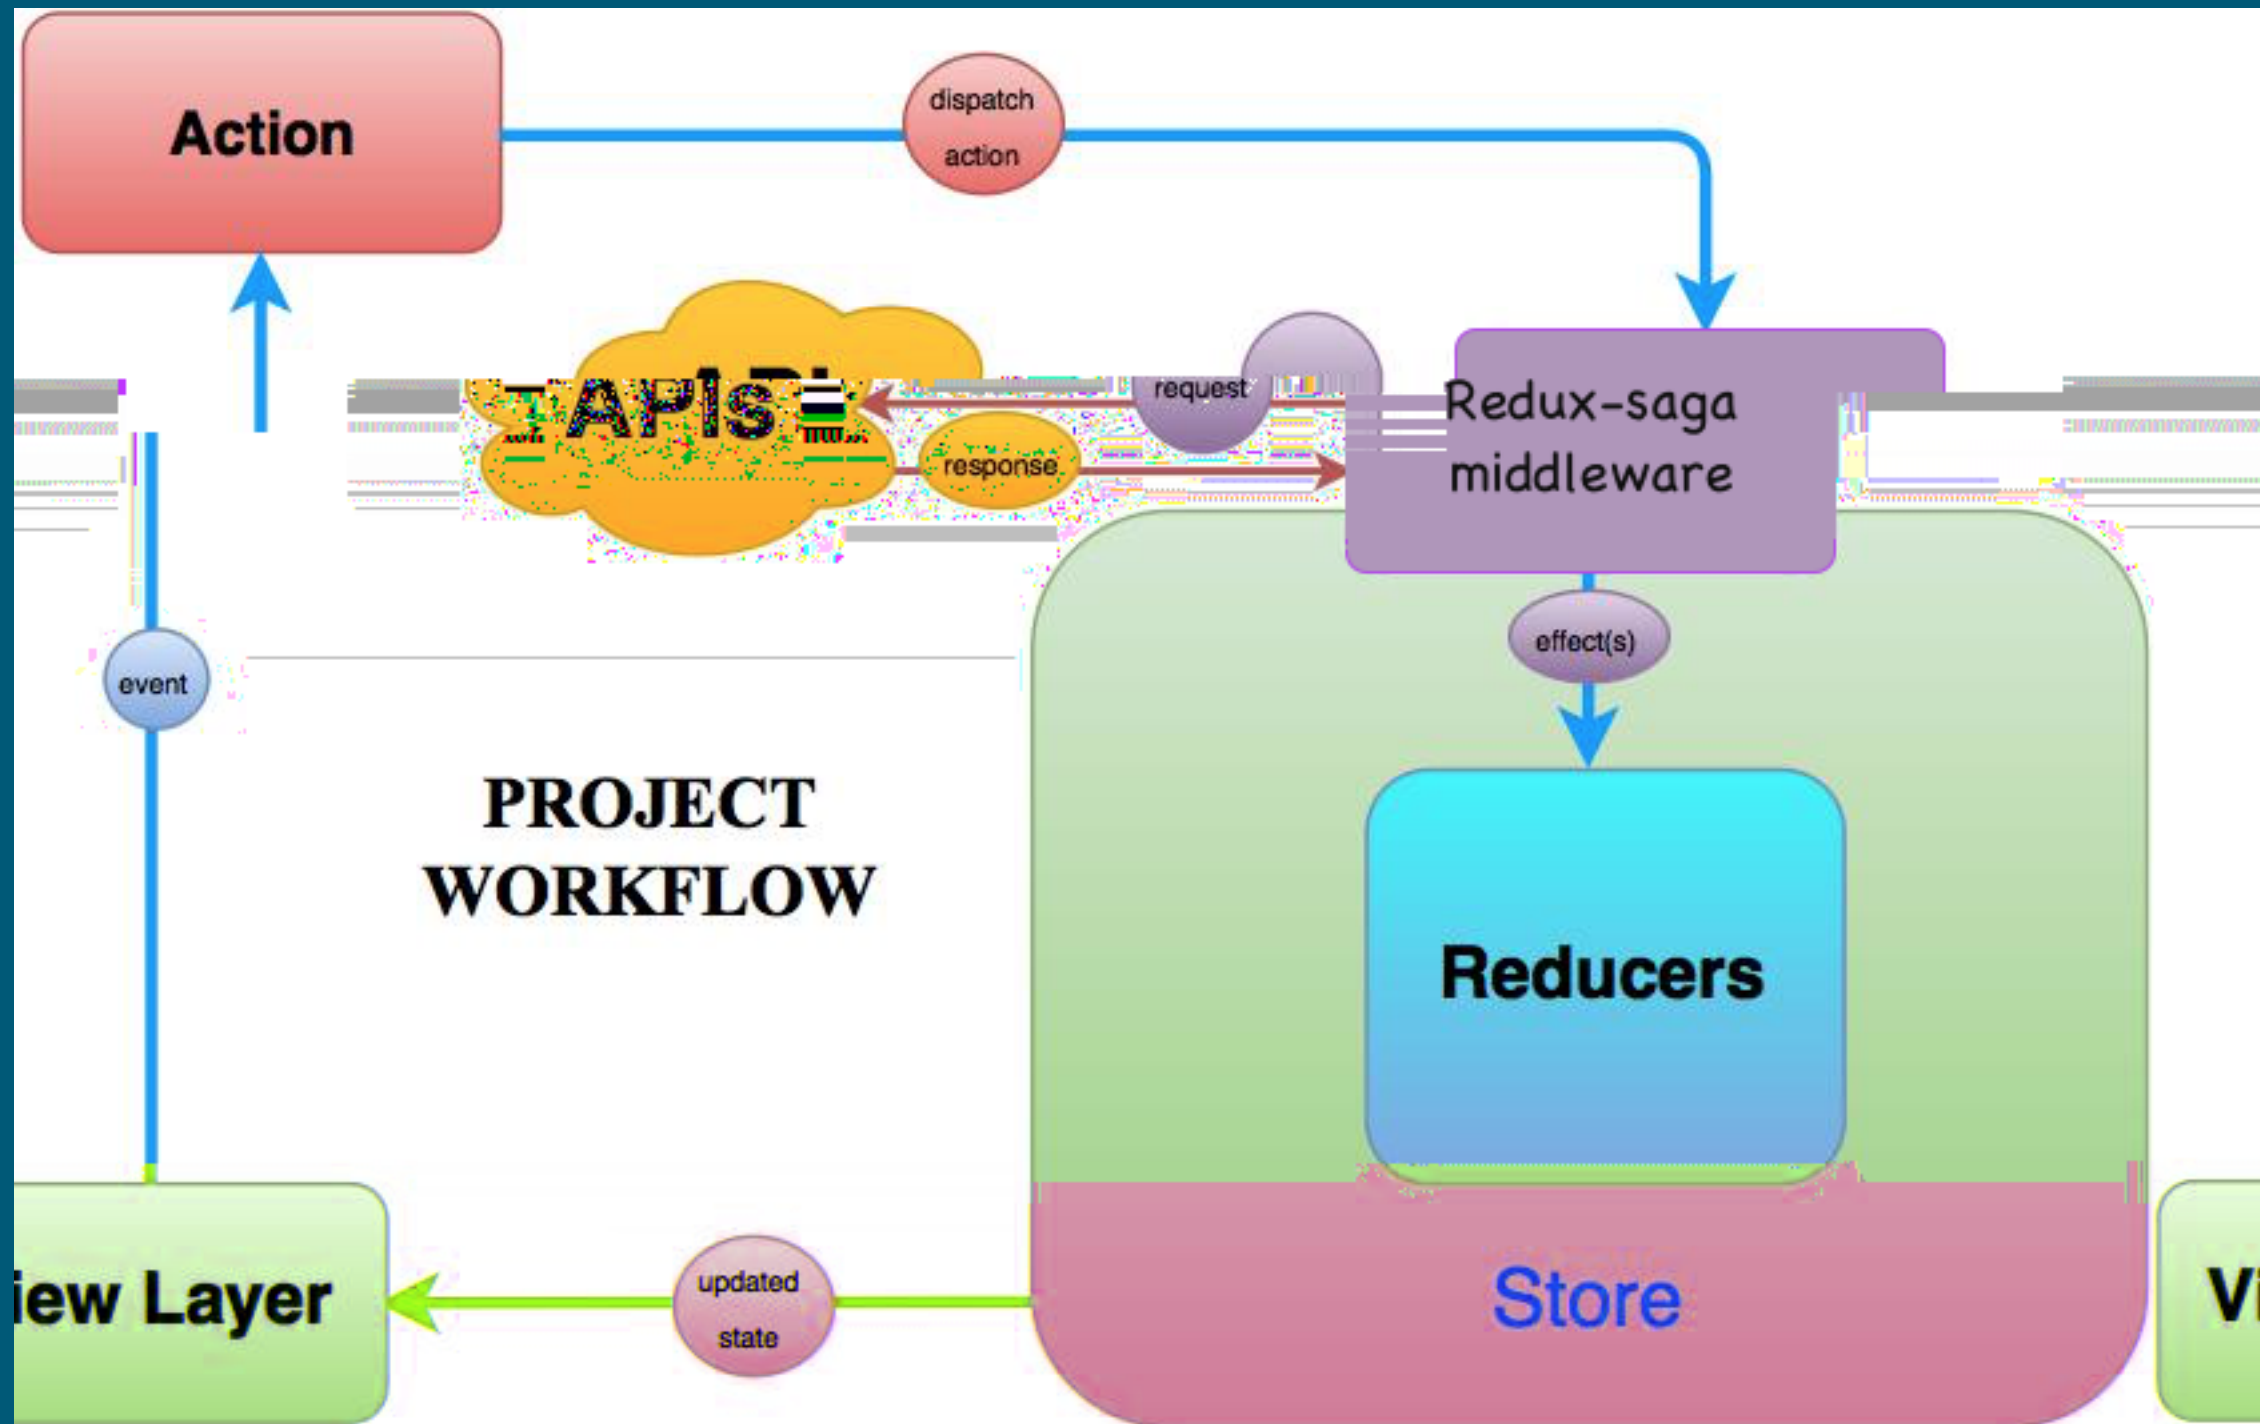 Action
dispatch
action
APIs
request
response
Redux-saga
middleware
effect(s)
event
PROJECT
WORKFLOW
Reducers
iew Layer
updated
state
Store
Vi